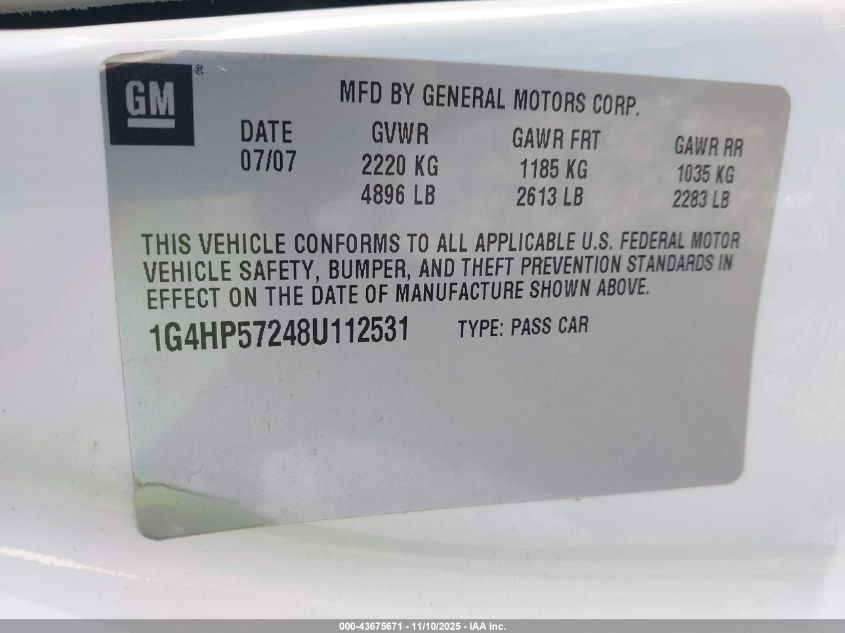 GM
MFD BY GENERAL MOTORS CORP.
DATE GVWR GAWR FRT GAWR RR
07/07 2220 KG 1185 KG 1035 KG
4896 LB 2613 LB 2283 LB
THIS VEHICLE CONFORMS TO ALL APPLICABLE U.S. FEDERAL MOTOR
VEHICLE SAFETY, BUMPER, AND THEFT PREVENTION STANDARDS IN
EFFECT ON THE DATE OF MANUFACTURE SHOWN ABOVE.
1G4HP57248U112531 TYPE: PASS CAR
000-43675671 - 11/10/2025 - IAA Inc.